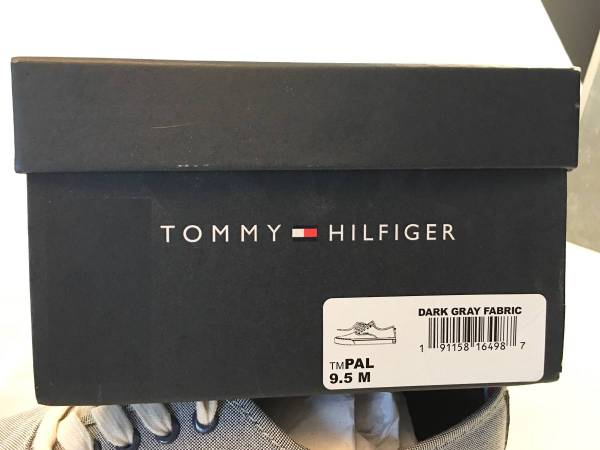 TOMMY HILFIGER
DARK GRAY FABRIC
1 91158 16498 7
TMPAL
9.5 M